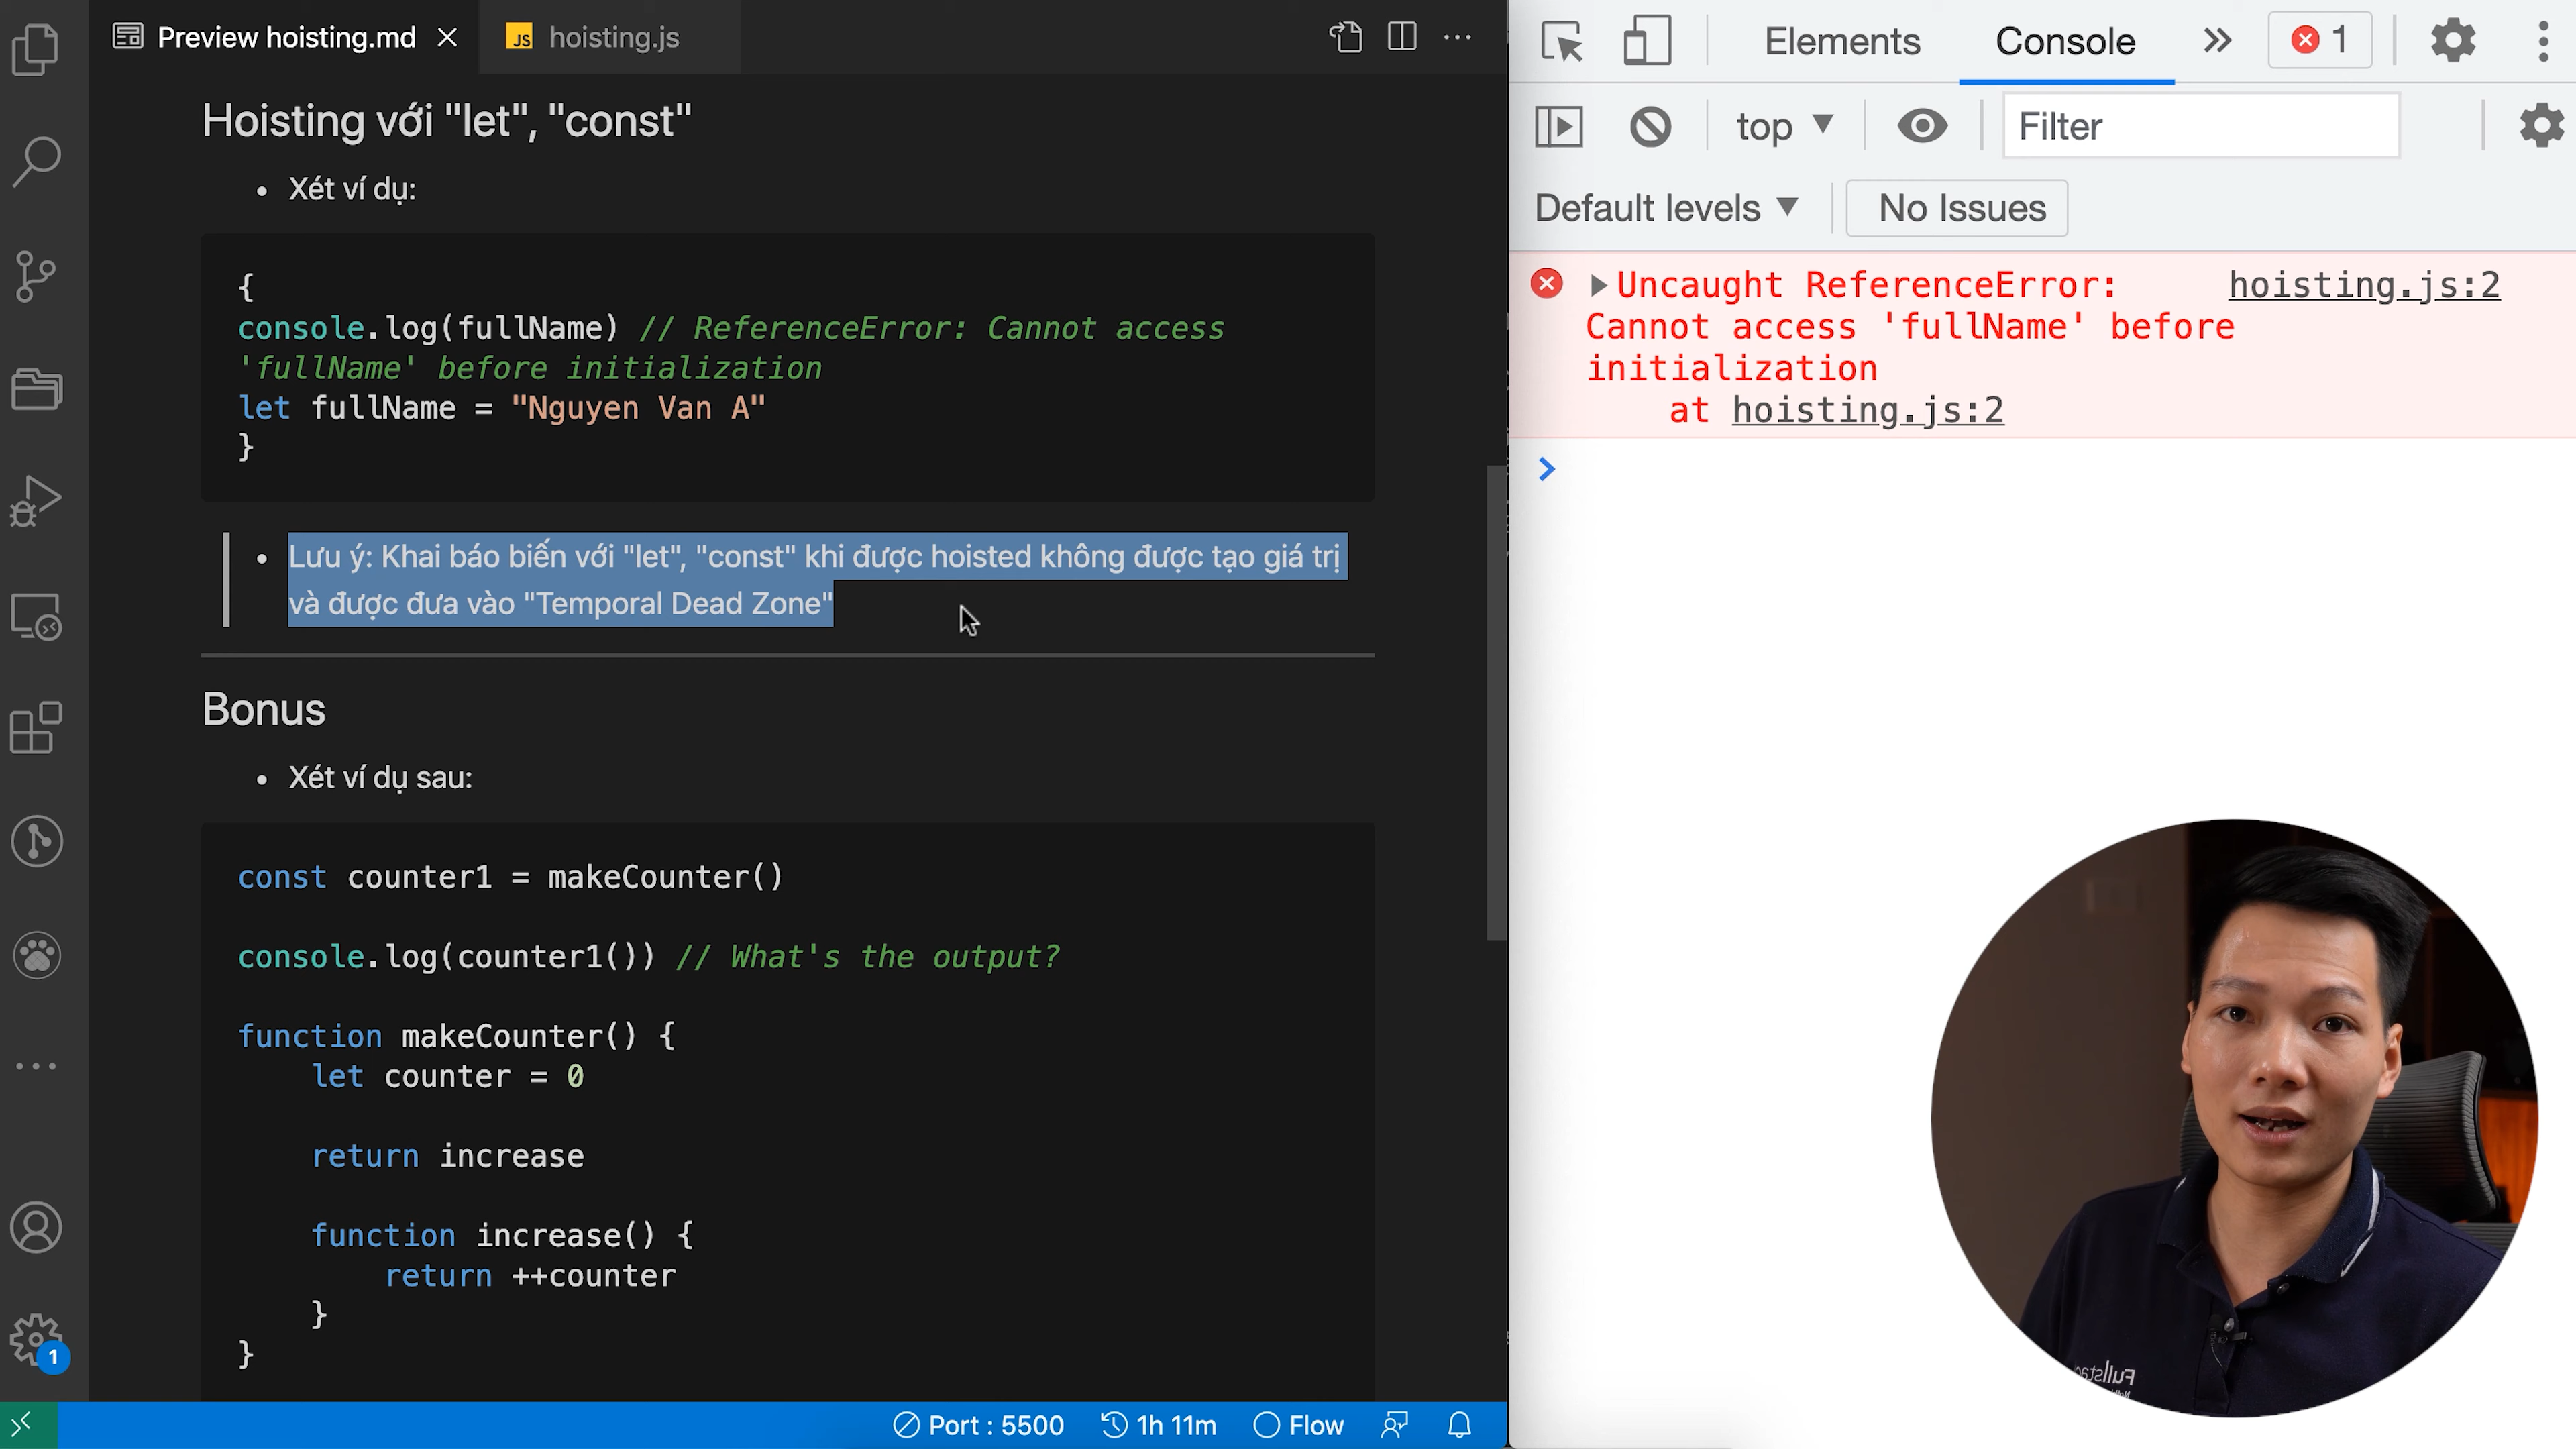 Preview hoisting.md
JS hoisting.js
Hoisting với "let", "const"
• Xét ví dụ:
{
console.log(fullName) // ReferenceError: Cannot access
'fullName' before initialization
let fullName = "Nguyen Van A"
}
• Lưu ý: Khai báo biến với "let", "const" khi được hoisted không được tạo giá trị
và được đưa vào "Temporal Dead Zone"
Bonus
• Xét ví dụ sau:
const counter1 = makeCounter()
console.log(counter1()) // What's the output?
function makeCounter() {
let counter = 0
return increase
function increase() {
return ++counter
}
}
1
Port : 5500
1h 11m
Flow
Elements
Console
1
top
Filter
Default levels
No Issues
Uncaught ReferenceError: hoisting.js:2
Cannot access 'fullName' before
initialization
at hoisting.js:2